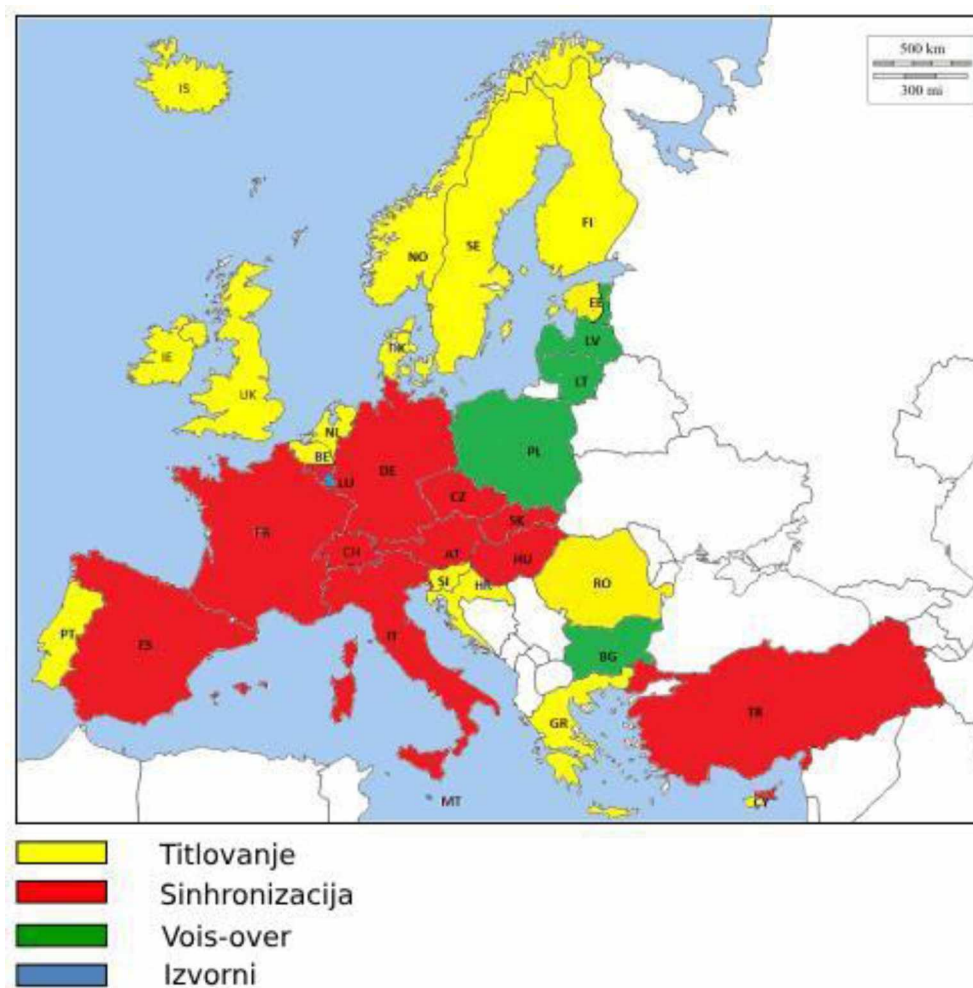 500 km
300 mi
IS
FI
NO
SE
EE
LV
DK
LT
IE
UK
NL
BE
PL
DE
LU
CZ
SK
FR
CH
AT
HU
SI
HR
RO
PT
ES
IT
BG
TR
GR
MT
CY
Titlovanje
Sinhronizacija
Vois-over
Izvorni